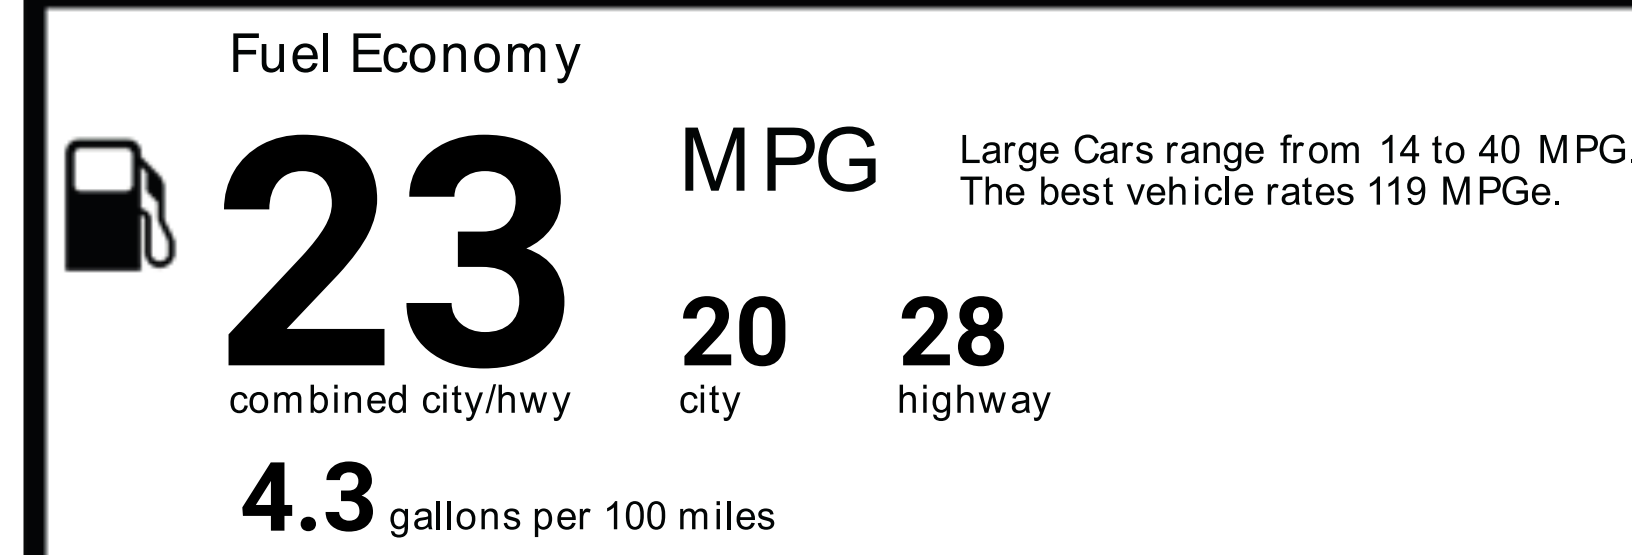 Fuel Economy
23 MPG
Large Cars range from 14 to 40 MPG.
The best vehicle rates 119 MPGe.
combined city/hwy
20
city
28
highway
4.3 gallons per 100 miles